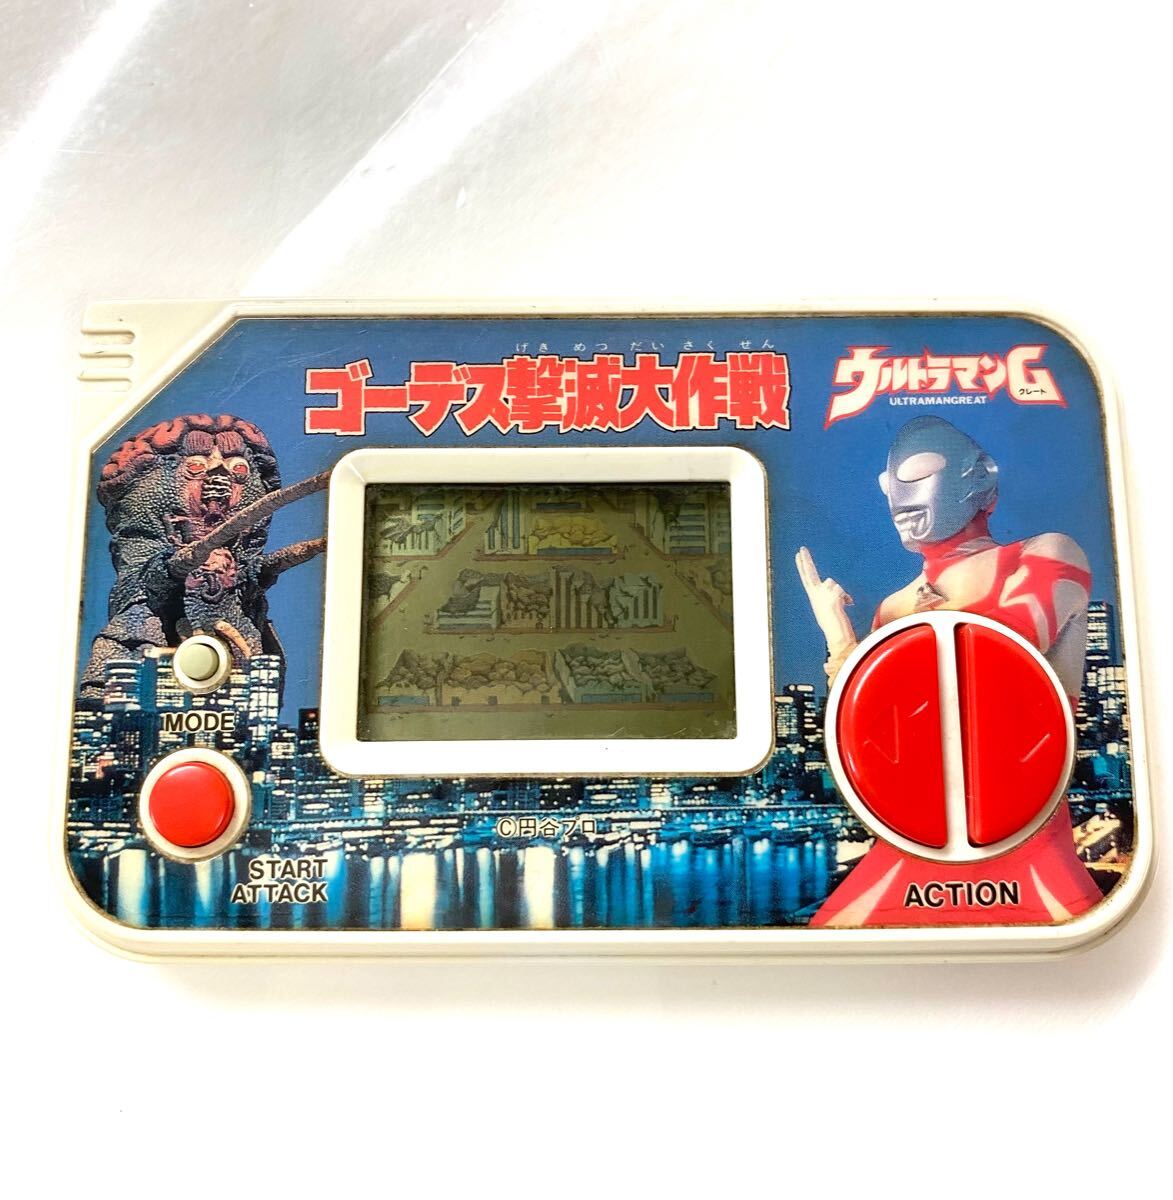 げきめつだいさくせん
ゴーデス撃滅大作戦
ウルトラマンG
グレート
ULTRAMANGREAT
MODE
©円谷プロ
START
ATTACK
ACTION